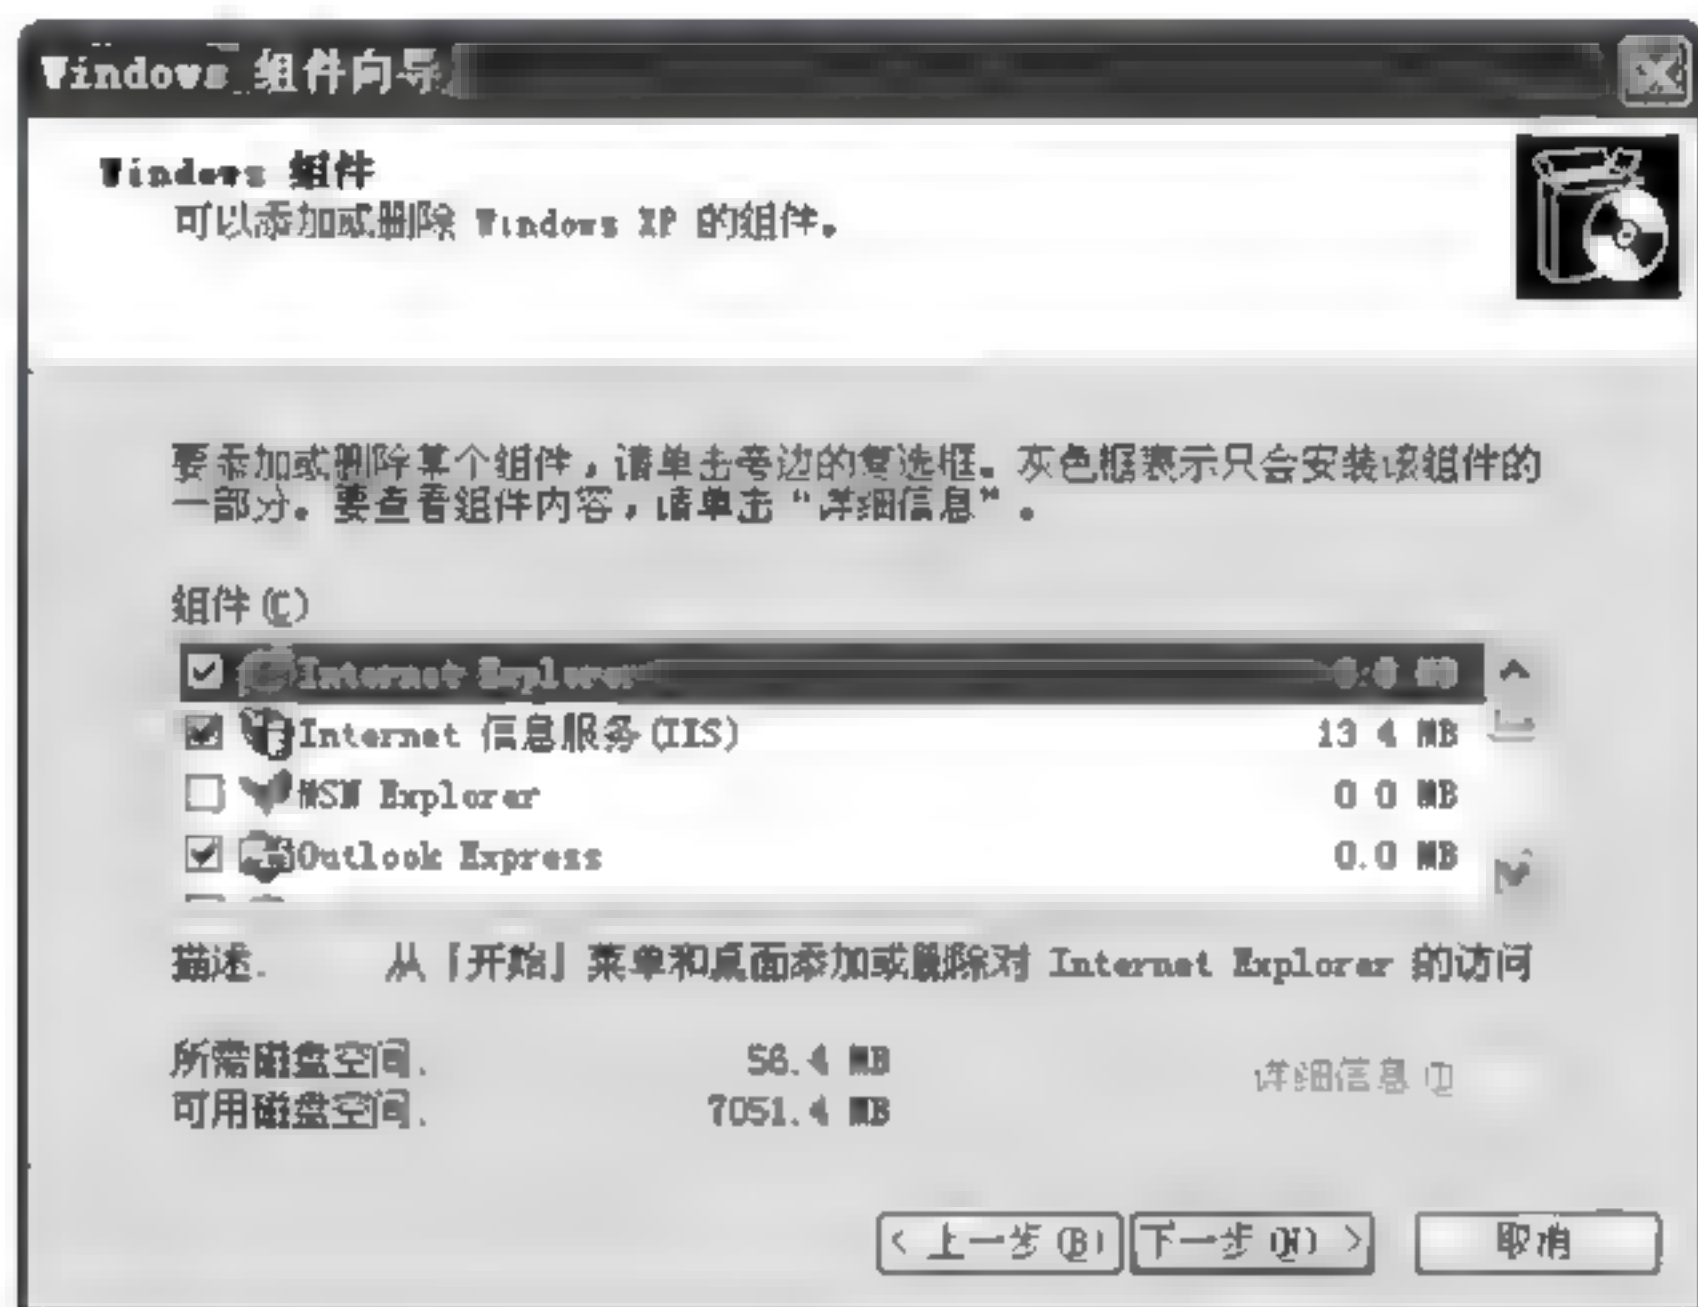 Windows 组件向导
Windows 组件
可以添加或删除 Windows XP 的组件。
要添加或删除某个组件，请单击旁边的复选框。灰色框表示只会安装该组件的
一部分。要查看组件内容，请单击“详细信息”。
组件(C)
Internet Explorer 0.0 MB
Internet 信息服务(IIS) 13.4 MB
MSN Explorer 0.0 MB
Outlook Express 0.0 MB
描述: 从「开始」菜单和桌面添加或删除对 Internet Explorer 的访问
所需磁盘空间: 56.4 MB
可用磁盘空间: 7051.4 MB
详细信息(D)
< 上一步(B) 下一步(N) > 取消